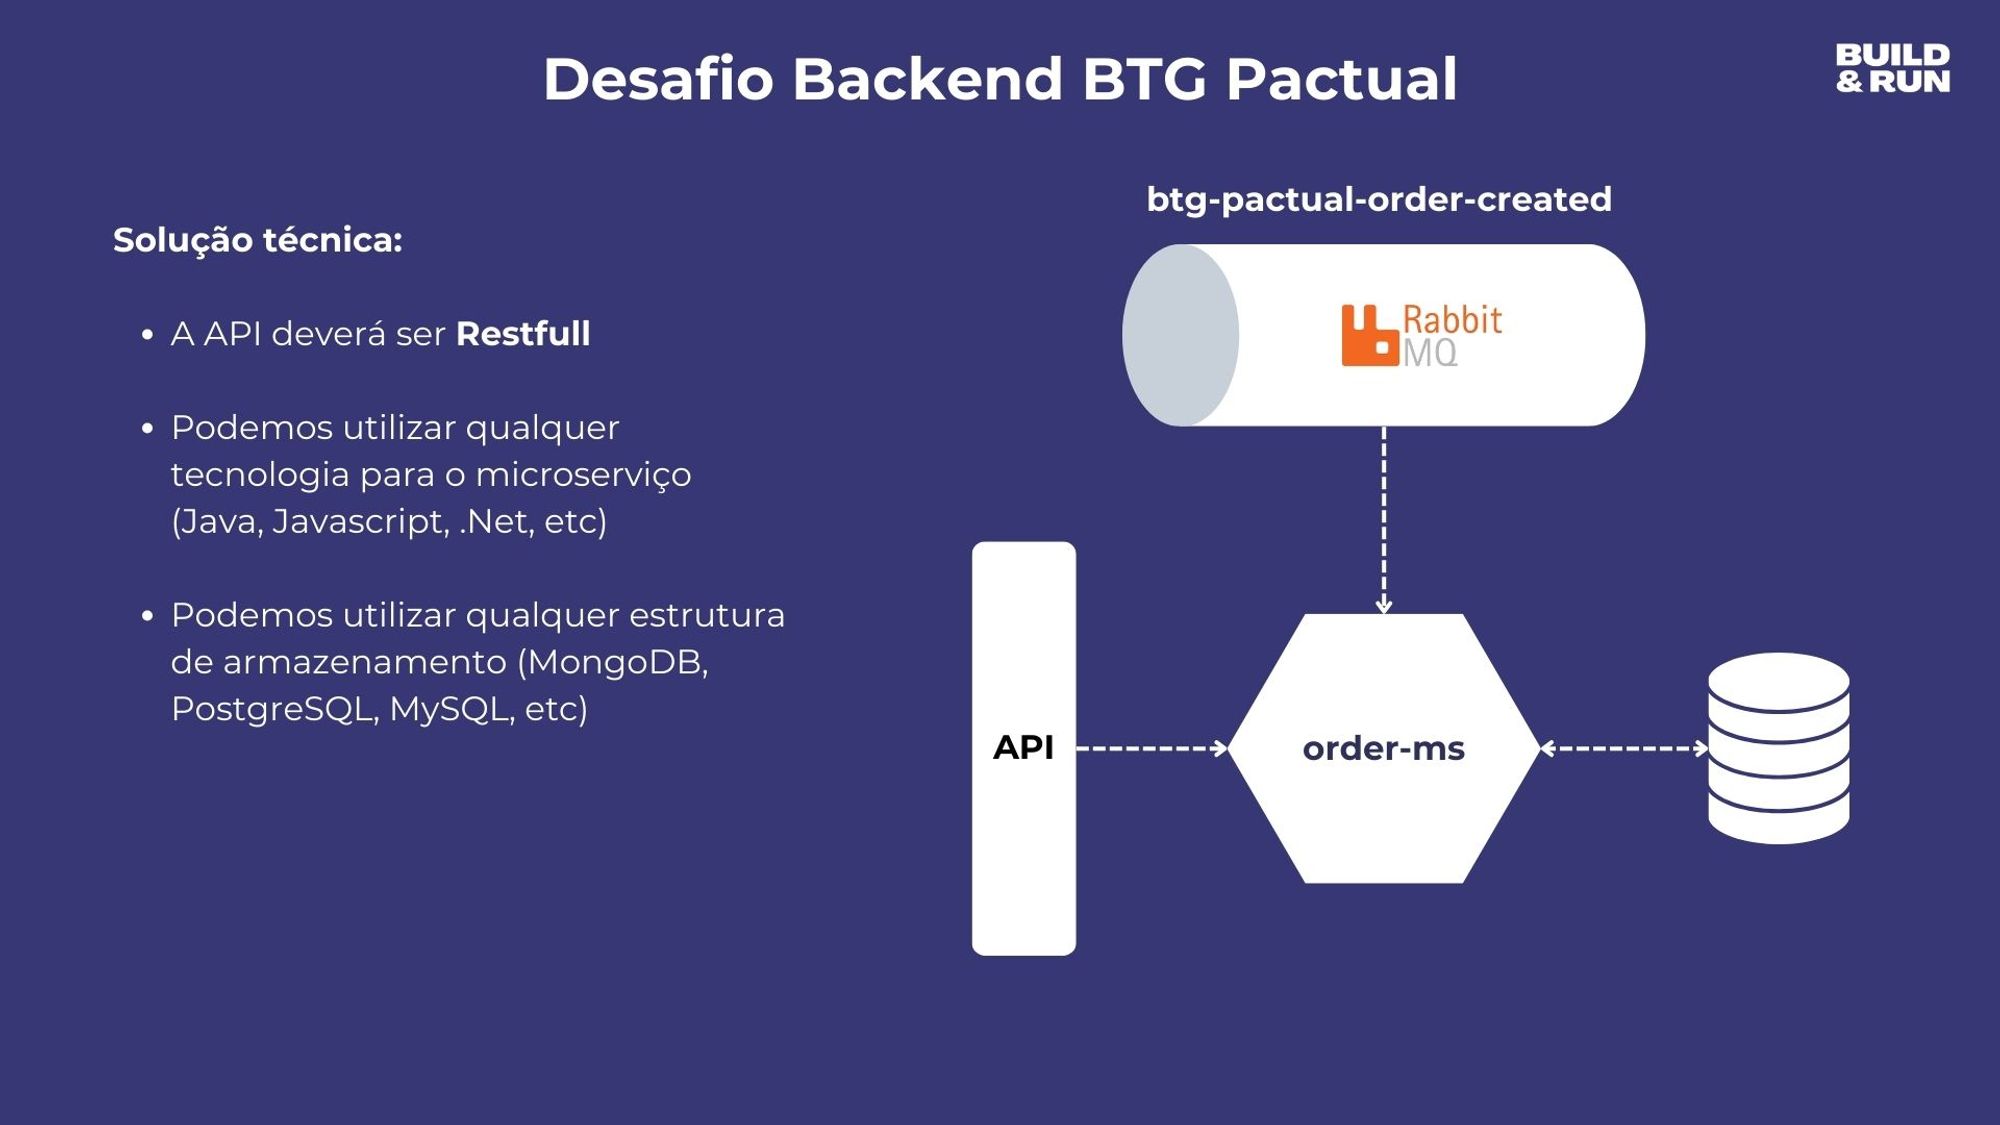 Desafio Backend BTG Pactual
BUILD
& RUN
Solução técnica:
• A API deverá ser Restfull
• Podemos utilizar qualquer
tecnologia para o microserviço
(Java, Javascript, .Net, etc)
• Podemos utilizar qualquer estrutura
de armazenamento (MongoDB,
PostgreSQL, MySQL, etc)
btg-pactual-order-created
Rabbit
MQ
API
order-ms